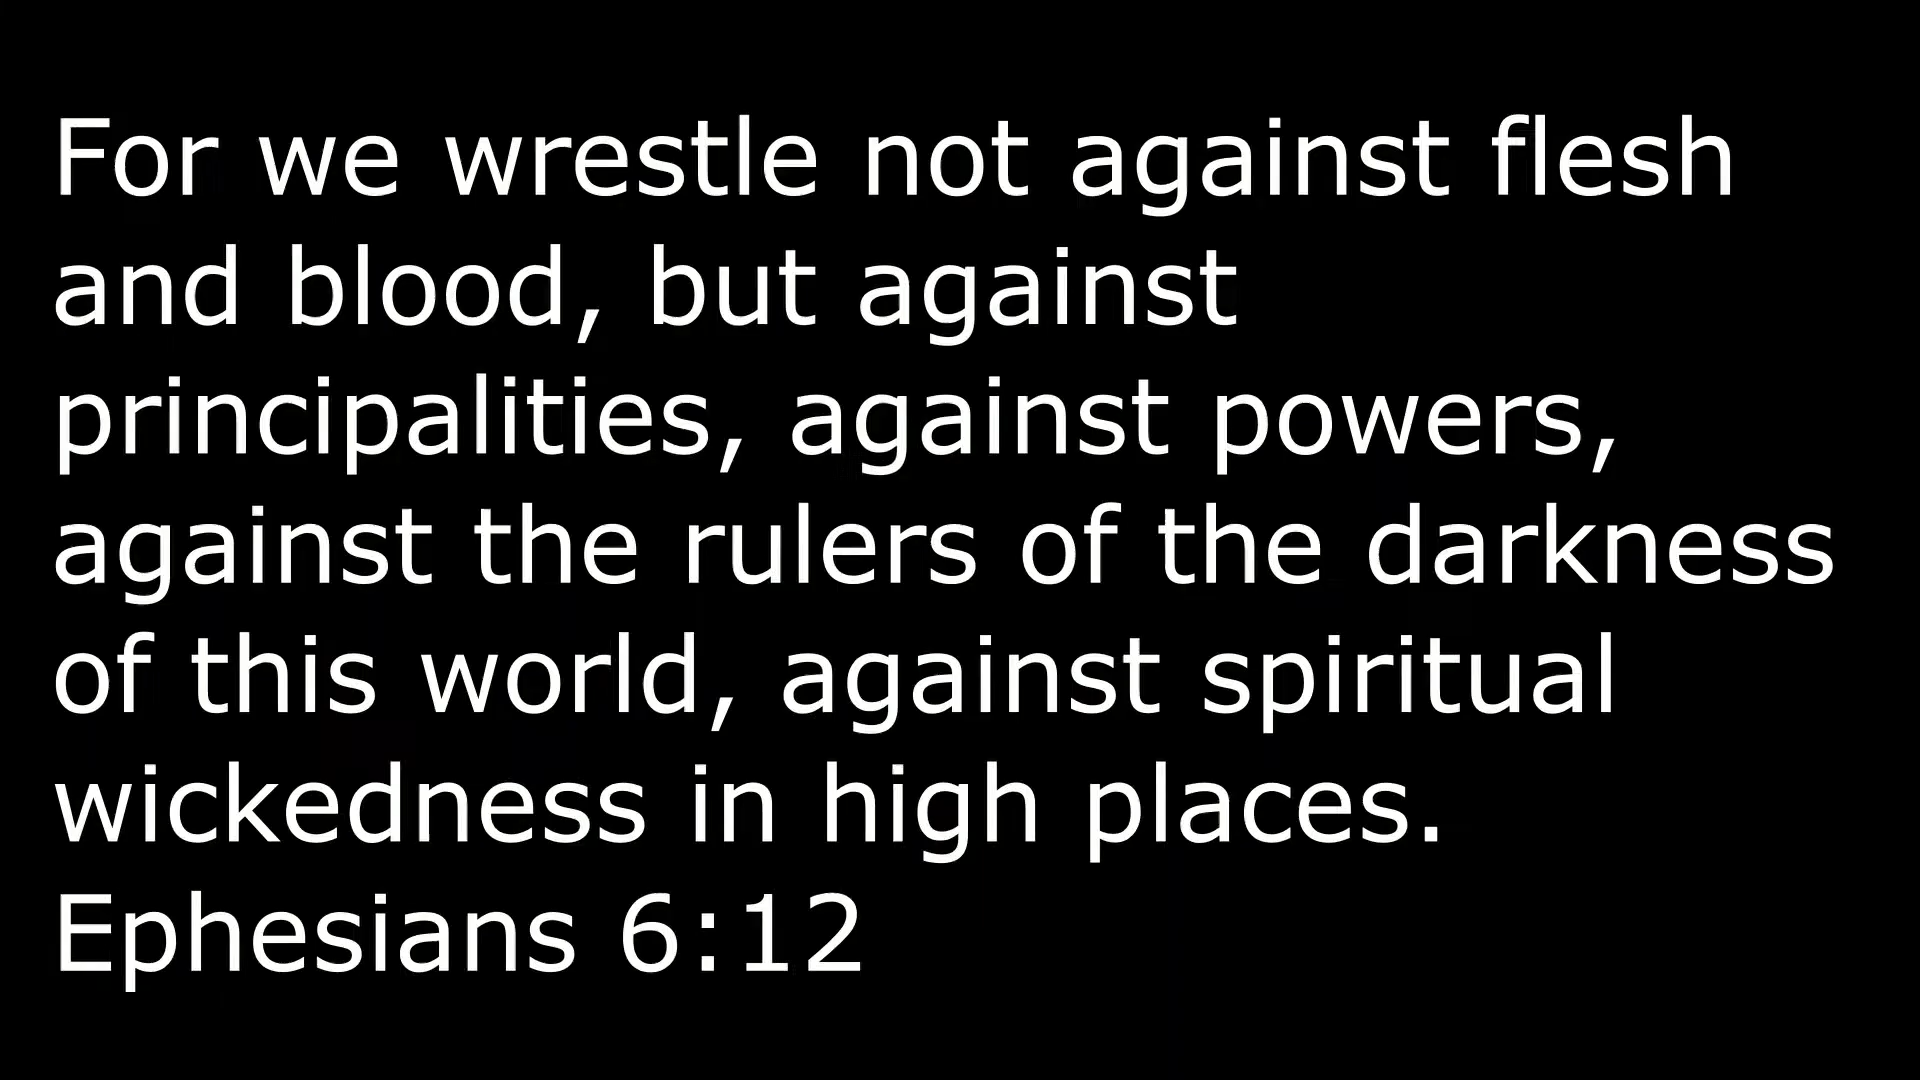 For we wrestle not against flesh
and blood, but against
principalities, against powers,
against the rulers of the darkness
of this world, against spiritual
wickedness in high places.
Ephesians 6:12